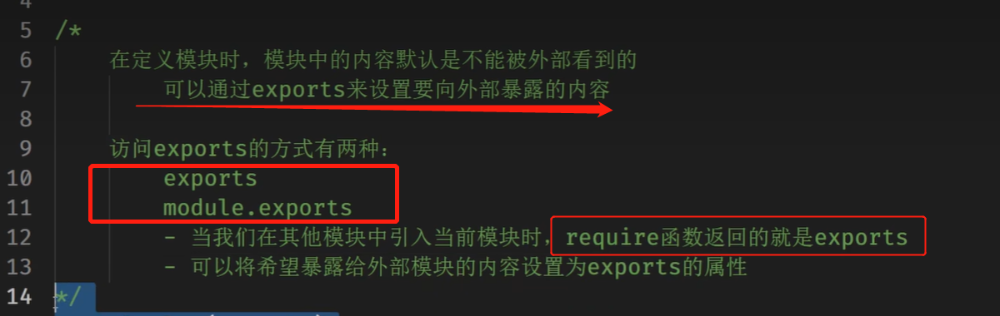 4
5 /*
6 在定义模块时，模块中的内容默认是不能被外部看到的
7 可以通过exports来设置要向外部暴露的内容
8
9 访问exports的方式有两种：
10 exports
11 module.exports
12 - 当我们在其他模块中引入当前模块时，require函数返回的就是exports
13 - 可以将希望暴露给外部模块的内容设置为exports的属性
14 */